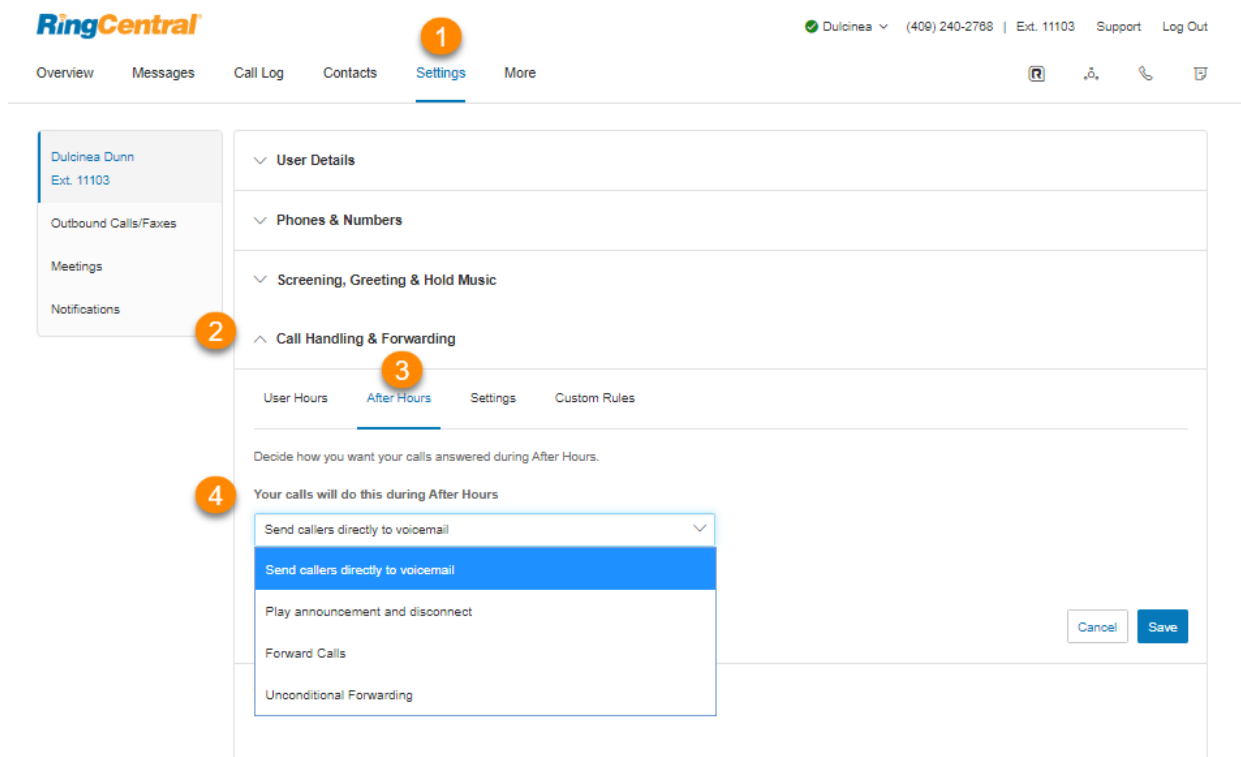 RingCentral
1
Dulcinea (409) 240-2768 | Ext. 11103 Support Log Out
Overview Messages Call Log Contacts Settings More
R
Dulcinea Dunn
Ext. 11103
Outbound Calls/Faxes
Meetings
Notifications
User Details
Phones & Numbers
Screening, Greeting & Hold Music
2
Call Handling & Forwarding
3
User Hours After Hours Settings Custom Rules
Decide how you want your calls answered during After Hours.
4
Your calls will do this during After Hours
Send callers directly to voicemail
Send callers directly to voicemail
Play announcement and disconnect
Forward Calls
Unconditional Forwarding
Cancel Save